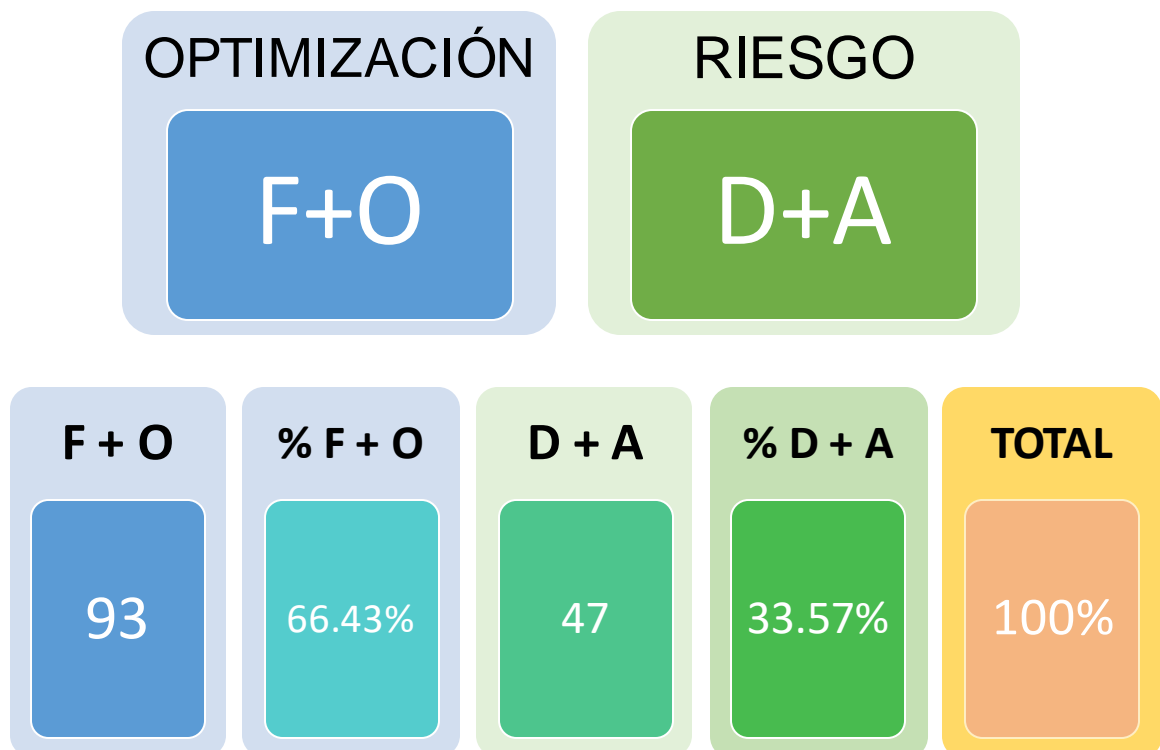 OPTIMIZACIÓN
F+O
RIESGO
D+A
F + O
93
% F + O
66.43%
D + A
47
% D + A
33.57%
TOTAL
100%